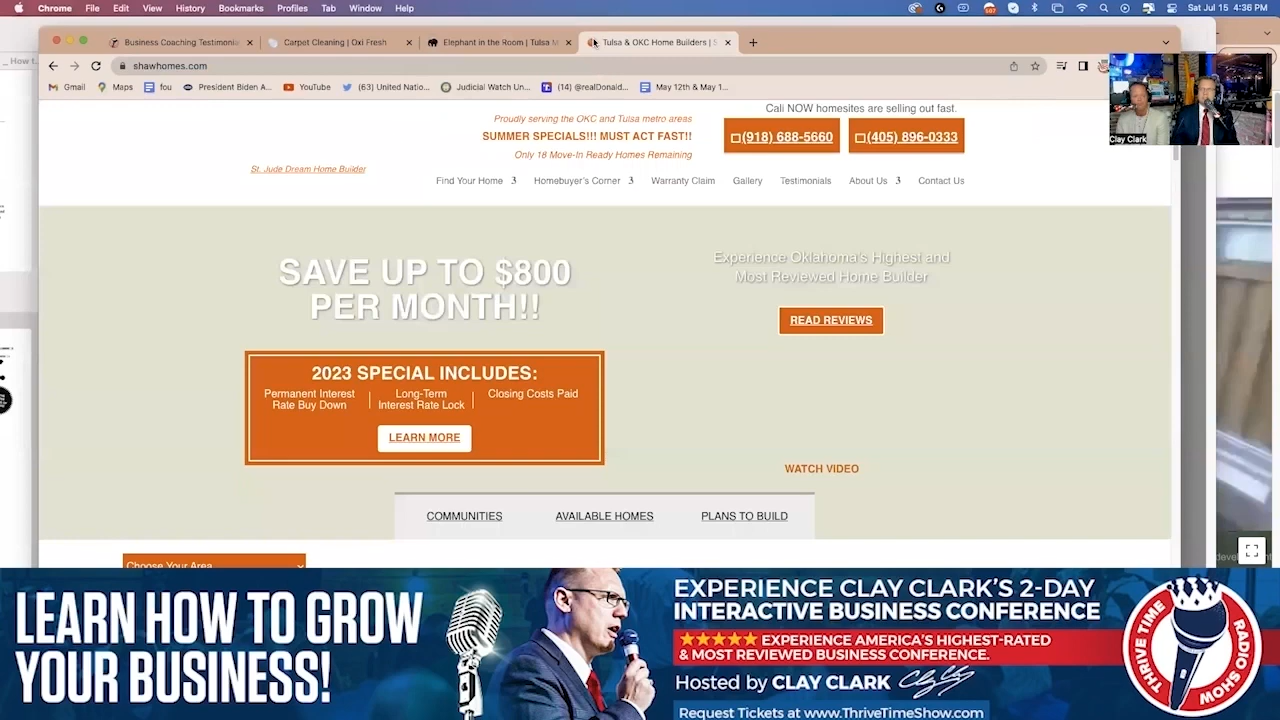 Chrome File Edit View History Bookmarks Profiles Tab Window Help
507
Sat Jul 15 4:36 PM
Business Coaching Testimonia
Carpet Cleaning | Oxi Fresh
Elephant in the Room | Tulsa M
Tulsa & OKC Home Builders | S
shawhomes.com
Gmail
Maps
fou
President Biden A...
YouTube
(63) United Natio...
Judicial Watch Un...
(14) @realDonald...
May 12th & May 1...
Clay Clark
Proudly serving the OKC and Tulsa metro areas
SUMMER SPECIALS!!! MUST ACT FAST!!
Only 18 Move-In Ready Homes Remaining
Cali NOW homesites are selling out fast.
(918) 688-5660
(405) 896-0333
St. Jude Dream Home Builder
Find Your Home 3
Homebuyer's Corner 3
Warranty Claim
Gallery
Testimonials
About Us 3
Contact Us
SAVE UP TO $800
PER MONTH!!
Experience Oklahoma's Highest and
Most Reviewed Home Builder
READ REVIEWS
2023 SPECIAL INCLUDES:
Permanent Interest
Rate Buy Down
Long-Term
Interest Rate Lock
Closing Costs Paid
LEARN MORE
WATCH VIDEO
COMMUNITIES
AVAILABLE HOMES
PLANS TO BUILD
Choose Your Area
LEARN HOW TO GROW
YOUR BUSINESS!
EXPERIENCE CLAY CLARK'S 2-DAY
INTERACTIVE BUSINESS CONFERENCE
EXPERIENCE AMERICA'S HIGHEST-RATED
& MOST REVIEWED BUSINESS CONFERENCE.
Hosted by CLAY CLARK
Request Tickets at www.ThriveTimeShow.com
THRIVE TIME RADIO SHOW